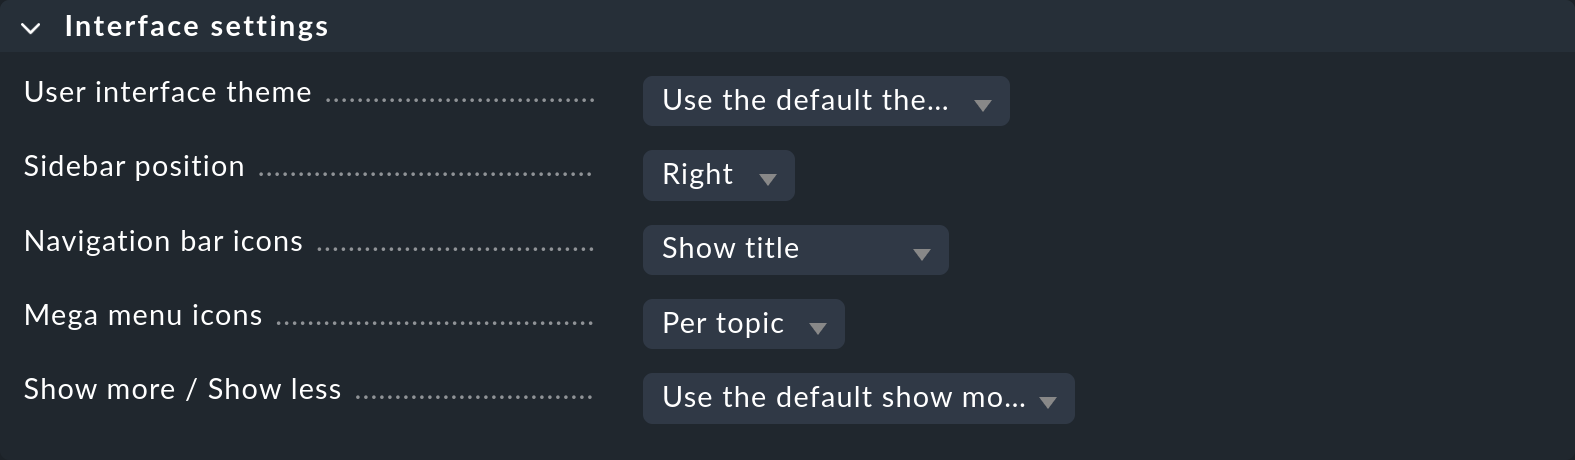 Interface settings
User interface theme Use the default the...
Sidebar position Right
Navigation bar icons Show title
Mega menu icons Per topic
Show more / Show less Use the default show mo...